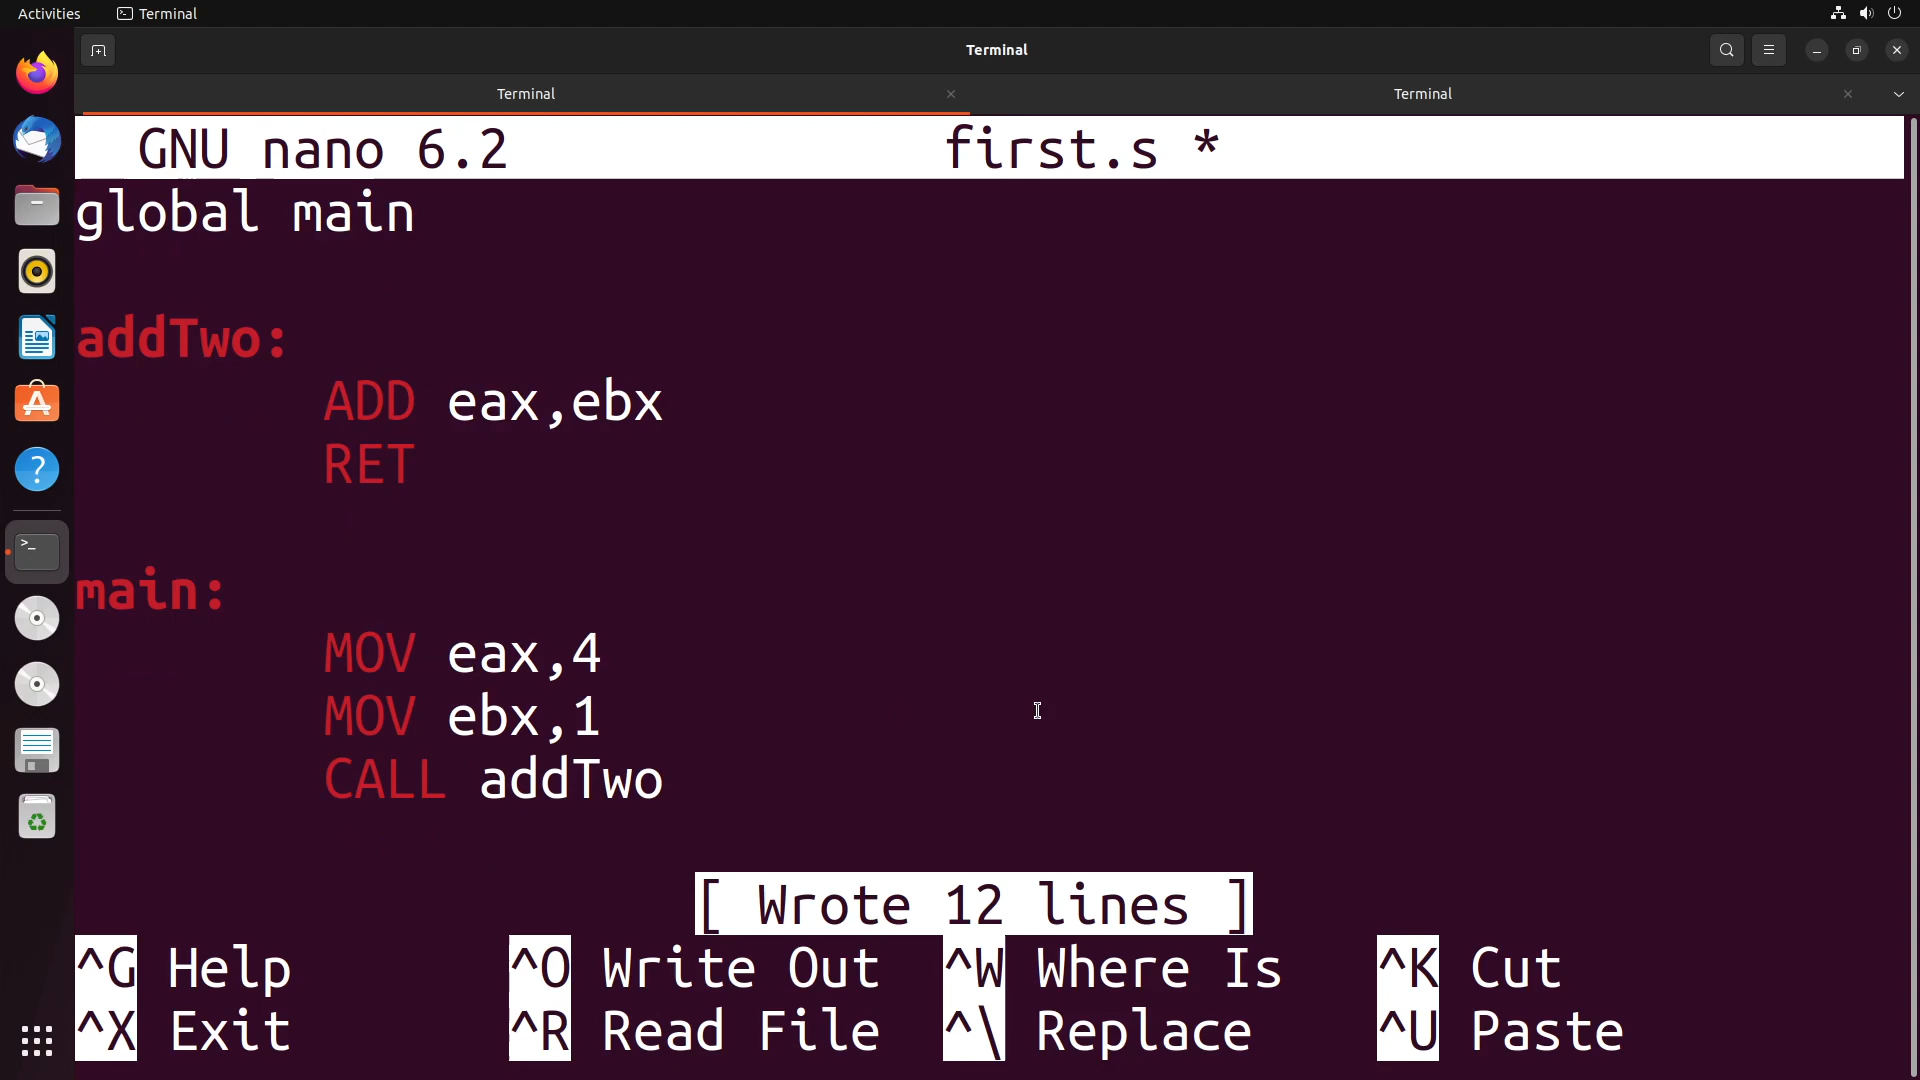 Activities Terminal
Terminal
Terminal × Terminal ×
GNU nano 6.2 first.s *
global main
addTwo:
ADD eax,ebx
RET
main:
MOV eax,4
MOV ebx,1
CALL addTwo
[ Wrote 12 lines ]
^G Help ^O Write Out ^W Where Is ^K Cut
^X Exit ^R Read File ^\ Replace ^U Paste